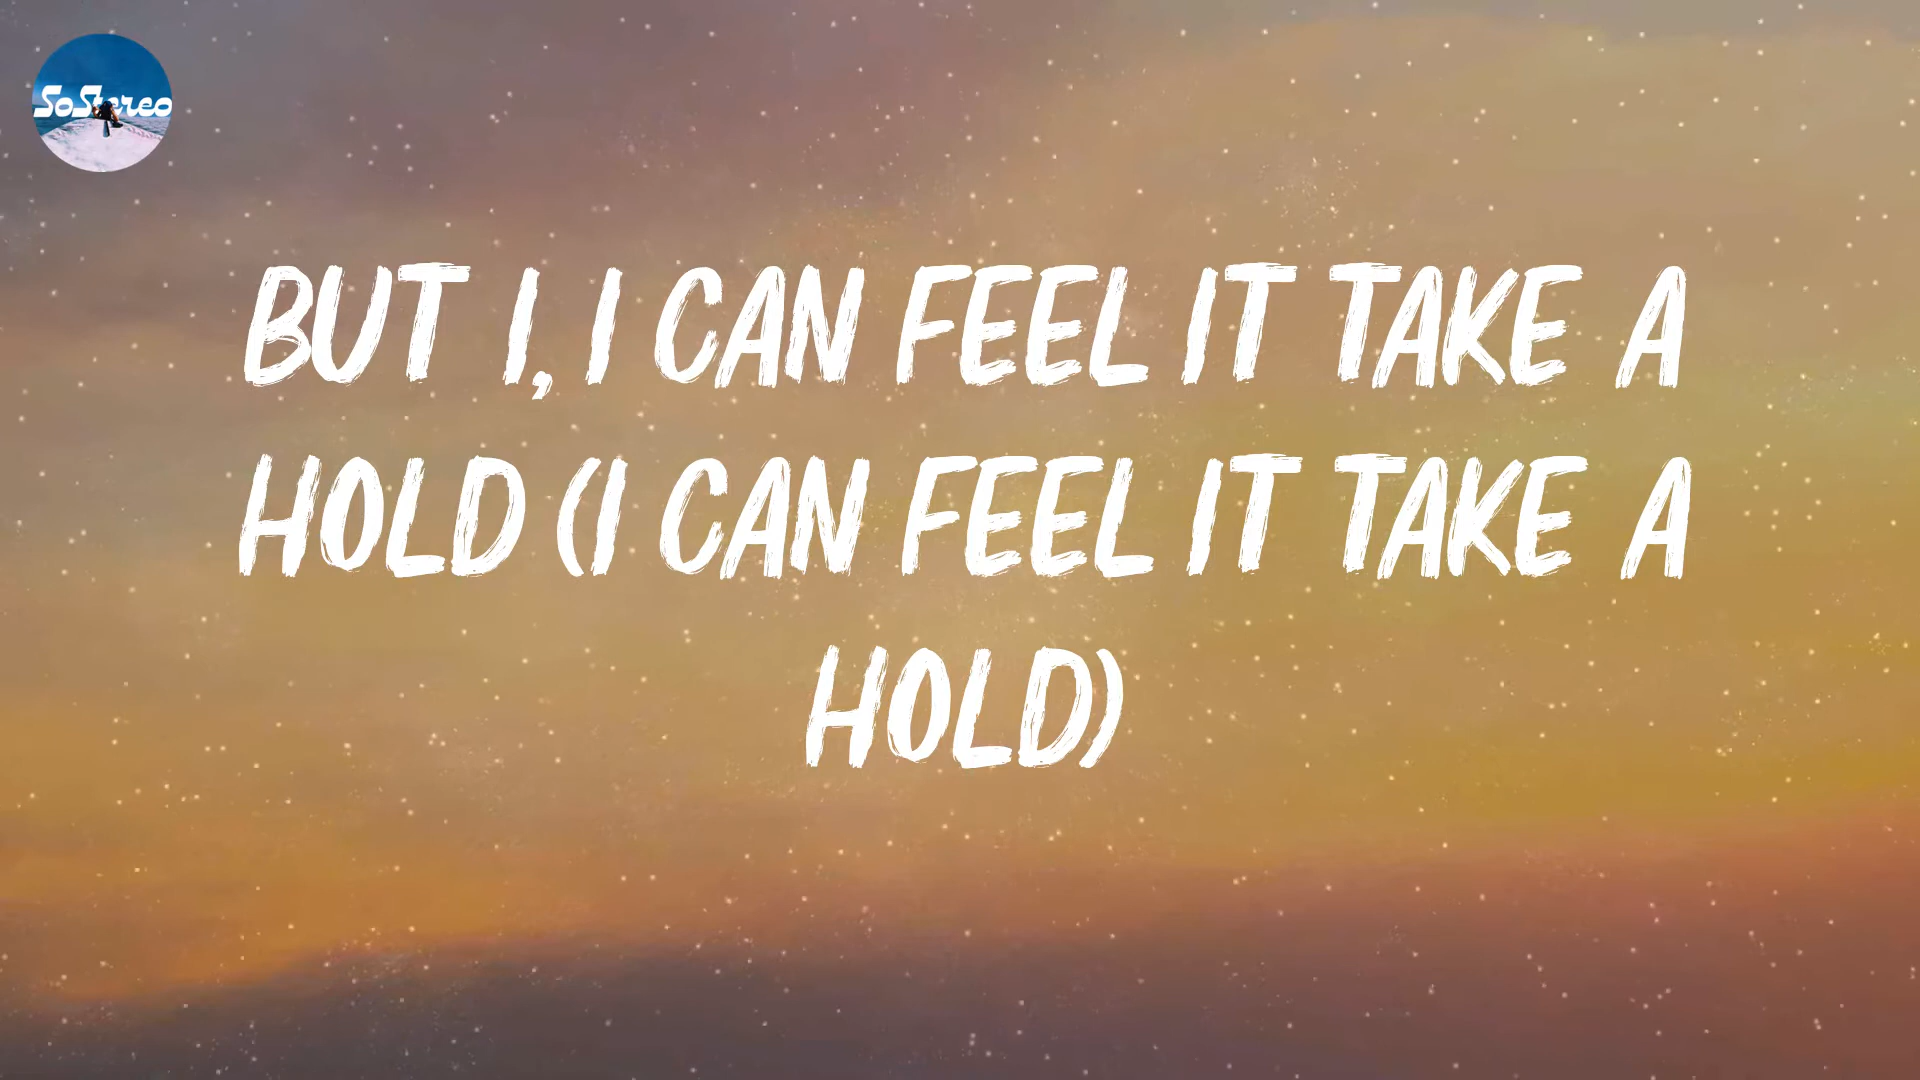 SoStereo
BUT I, I CAN FEEL IT TAKE A
HOLD (I CAN FEEL IT TAKE A
HOLD)